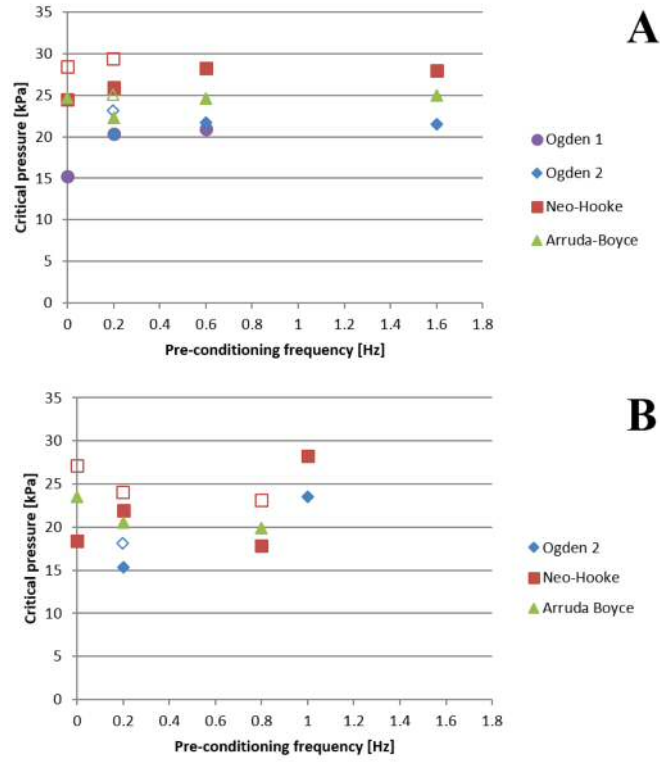 A
35
30
25
20
15
10
5
0
Critical pressure [kPa]
0 0.2 0.4 0.6 0.8 1 1.2 1.4 1.6 1.8
Pre-conditioning frequency [Hz]
Ogden 1
Ogden 2
Neo-Hooke
Arruda-Boyce
B
35
30
25
20
15
10
5
0
Critical pressure [kPa]
0 0.2 0.4 0.6 0.8 1 1.2 1.4 1.6 1.8
Pre-conditioning frequency [Hz]
Ogden 2
Neo-Hooke
Arruda Boyce